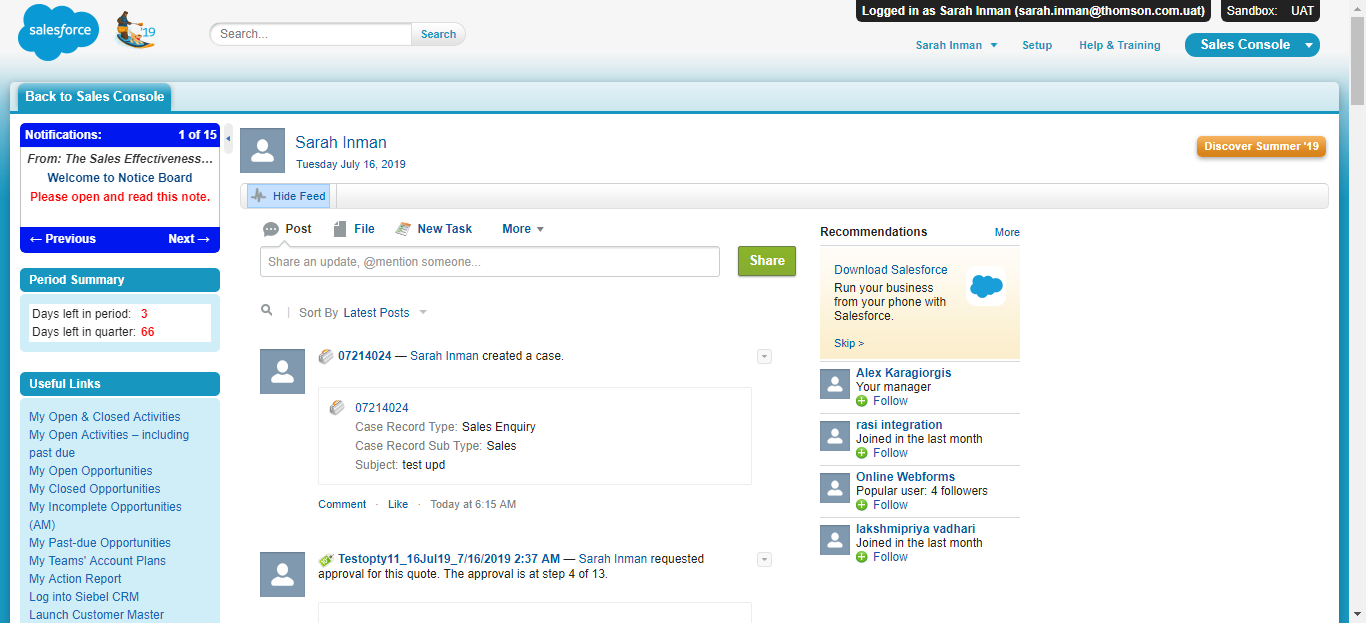 Logged in as Sarah Inman (sarah.inman@thomson.com.uat)
Sandbox: UAT
salesforce
'19
Search...
Search
Sarah Inman
Setup
Help & Training
Sales Console
Back to Sales Console
Notifications: 1 of 15
From: The Sales Effectiveness...
Welcome to Notice Board
Please open and read this note.
← Previous
Next →
Period Summary
Days left in period: 3
Days left in quarter: 66
Useful Links
My Open & Closed Activities
My Open Activities – including
past due
My Open Opportunities
My Closed Opportunities
My Incomplete Opportunities
(AM)
My Past-due Opportunities
My Teams' Account Plans
My Action Report
Log into Siebel CRM
Launch Customer Master
Sarah Inman
Tuesday July 16, 2019
Discover Summer '19
Hide Feed
Post
File
New Task
More
Share an update, @mention someone...
Share
Sort By Latest Posts
07214024 — Sarah Inman created a case.
07214024
Case Record Type: Sales Enquiry
Case Record Sub Type: Sales
Subject: test upd
Comment · Like · Today at 6:15 AM
Testopty11_16Jul19_7/16/2019 2:37 AM — Sarah Inman requested
approval for this quote. The approval is at step 4 of 13.
Recommendations
More
Download Salesforce
Run your business
from your phone with
Salesforce.
Skip >
Alex Karagiorgis
Your manager
Follow
rasi integration
Joined in the last month
Follow
Online Webforms
Popular user: 4 followers
Follow
lakshmipriya vadhari
Joined in the last month
Follow